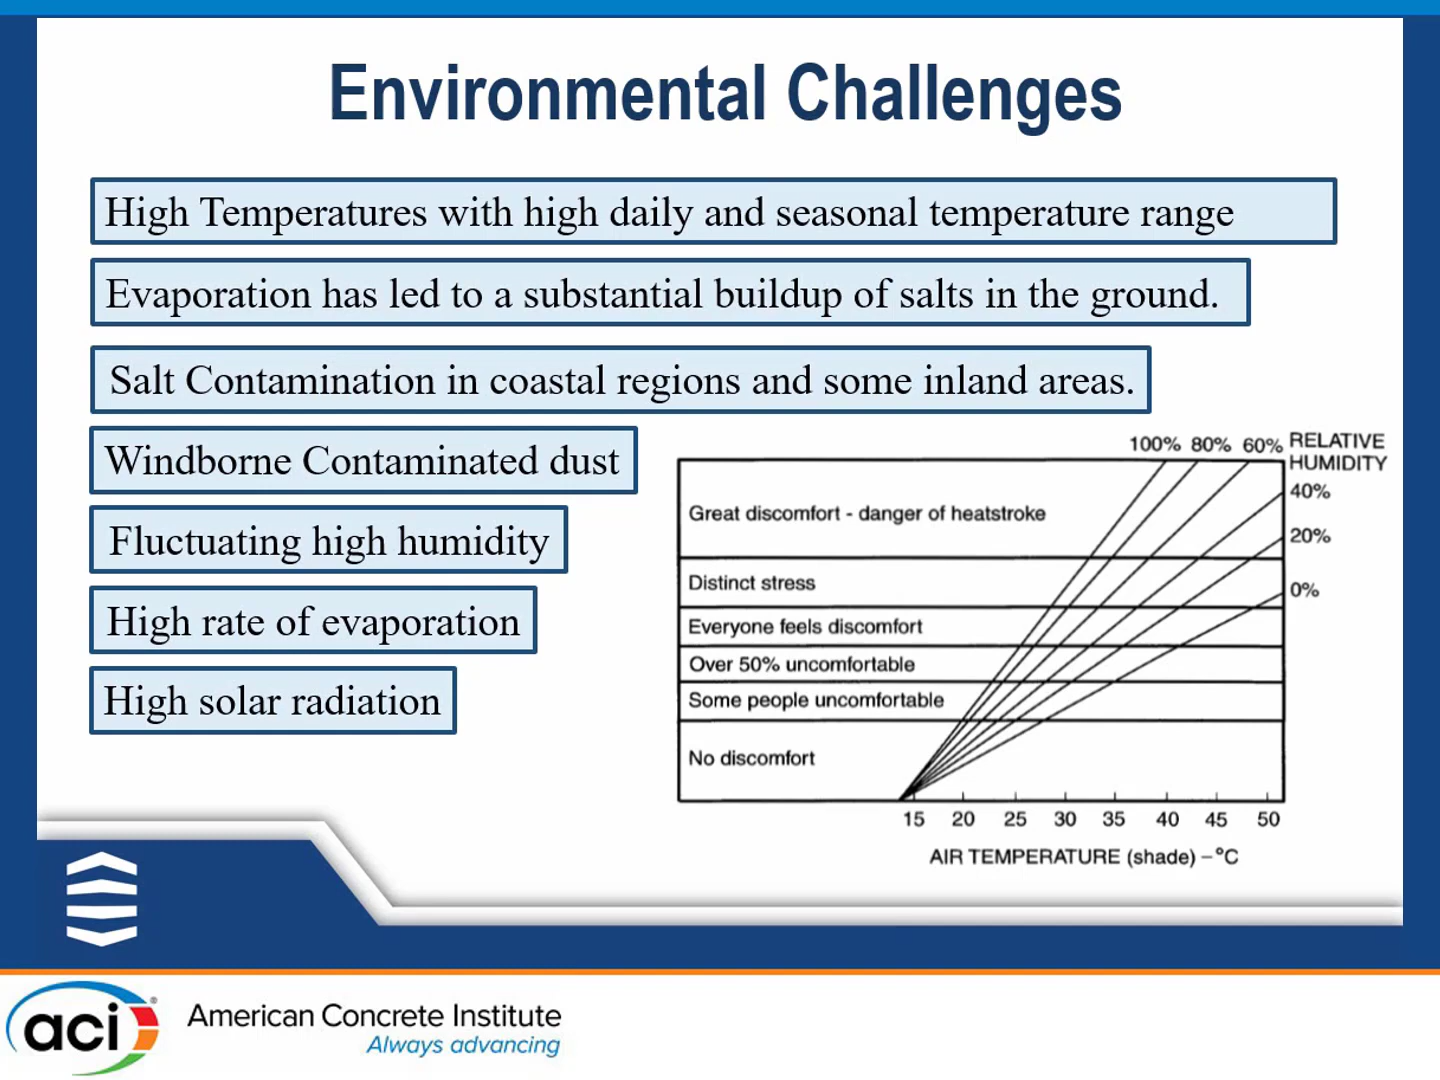 Environmental Challenges
High Temperatures with high daily and seasonal temperature range
Evaporation has led to a substantial buildup of salts in the ground.
Salt Contamination in coastal regions and some inland areas.
Windborne Contaminated dust
Fluctuating high humidity
High rate of evaporation
High solar radiation
100% 80% 60% RELATIVE
HUMIDITY
40%
20%
0%
Great discomfort - danger of heatstroke
Distinct stress
Everyone feels discomfort
Over 50% uncomfortable
Some people uncomfortable
No discomfort
15 20 25 30 35 40 45 50
AIR TEMPERATURE (shade) – °C
aci®
American Concrete Institute
Always advancing